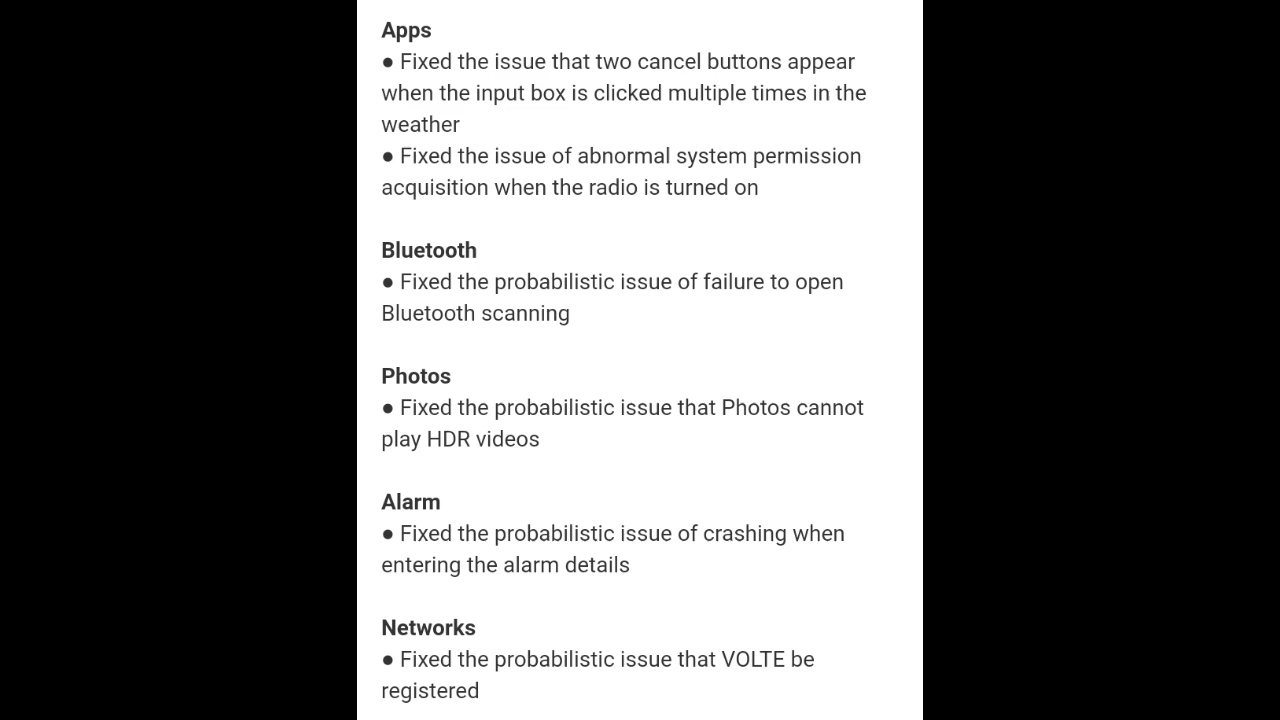 Apps
● Fixed the issue that two cancel buttons appear
when the input box is clicked multiple times in the
weather
● Fixed the issue of abnormal system permission
acquisition when the radio is turned on
Bluetooth
● Fixed the probabilistic issue of failure to open
Bluetooth scanning
Photos
● Fixed the probabilistic issue that Photos cannot
play HDR videos
Alarm
● Fixed the probabilistic issue of crashing when
entering the alarm details
Networks
● Fixed the probabilistic issue that VOLTE be
registered